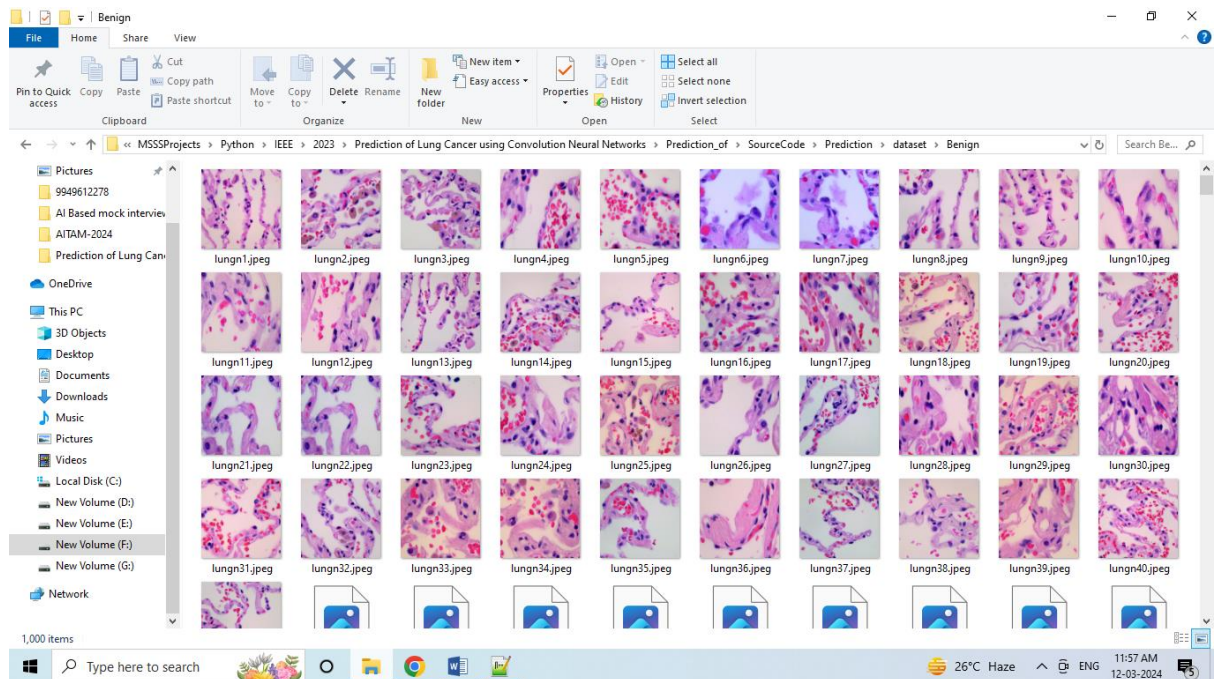 Benign
File Home Share View
Pin to Quick access
Copy
Paste
Cut
Copy path
Paste shortcut
Clipboard
Move to
Copy to
Delete
Rename
Organize
New folder
New item
Easy access
New
Properties
Open
Edit
History
Open
Select all
Select none
Invert selection
Select
« MSSSProjects > Python > IEEE > 2023 > Prediction of Lung Cancer using Convolution Neural Networks > Prediction_of > SourceCode > Prediction > dataset > Benign
Search Be...
Pictures
9949612278
AI Based mock interview
AITAM-2024
Prediction of Lung Can
OneDrive
This PC
3D Objects
Desktop
Documents
Downloads
Music
Pictures
Videos
Local Disk (C:)
New Volume (D:)
New Volume (E:)
New Volume (F:)
New Volume (G:)
Network
lungn1.jpeg lungn2.jpeg lungn3.jpeg lungn4.jpeg lungn5.jpeg lungn6.jpeg lungn7.jpeg lungn8.jpeg lungn9.jpeg lungn10.jpeg
lungn11.jpeg lungn12.jpeg lungn13.jpeg lungn14.jpeg lungn15.jpeg lungn16.jpeg lungn17.jpeg lungn18.jpeg lungn19.jpeg lungn20.jpeg
lungn21.jpeg lungn22.jpeg lungn23.jpeg lungn24.jpeg lungn25.jpeg lungn26.jpeg lungn27.jpeg lungn28.jpeg lungn29.jpeg lungn30.jpeg
lungn31.jpeg lungn32.jpeg lungn33.jpeg lungn34.jpeg lungn35.jpeg lungn36.jpeg lungn37.jpeg lungn38.jpeg lungn39.jpeg lungn40.jpeg
1,000 items
Type here to search
26°C Haze
ENG
11:57 AM
12-03-2024
5